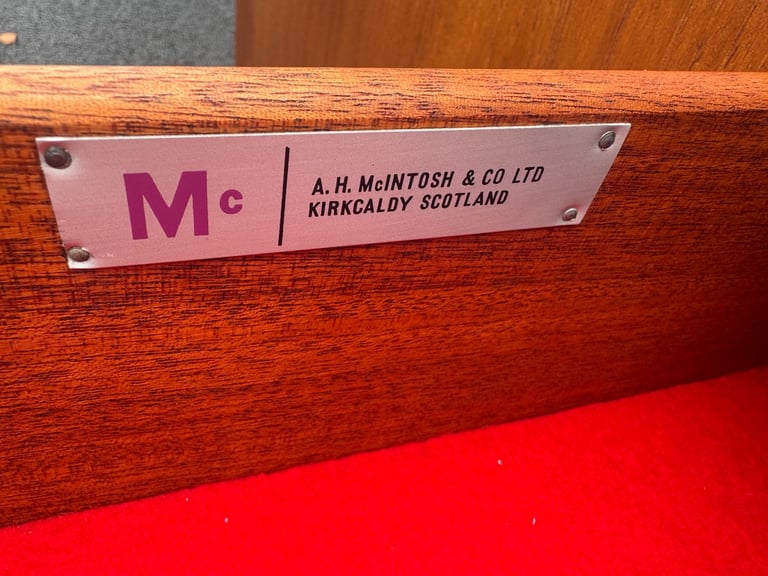 Mc
A. H. McINTOSH & CO LTD
KIRKCALDY SCOTLAND